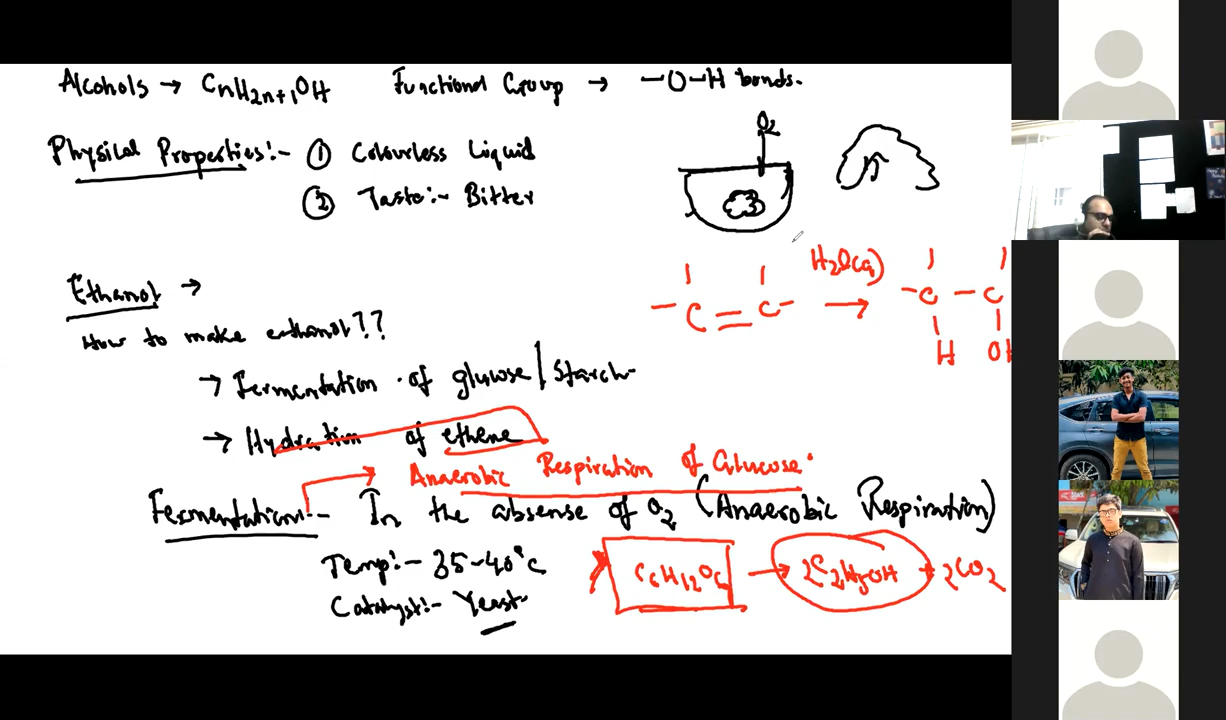 Alcohols → CnH2n+1OH Functional Group → -O-H bonds.
Physical Properties:- ① Colourless Liquid
② Taste:- Bitter
O2
Ethanol →
How to make ethanol??
→ Fermentation of glucose/Starch
→ Hydration of ethene
C = C H2O(g) → C - C
H OH
Anaerobic Respiration of Glucose
Fermentation:- In the absense of O2 (Anaerobic Respiration)
Temp:- 35-40°C
Catalyst:- Yeast
C6H12O6 → 2C2H5OH + 2CO2